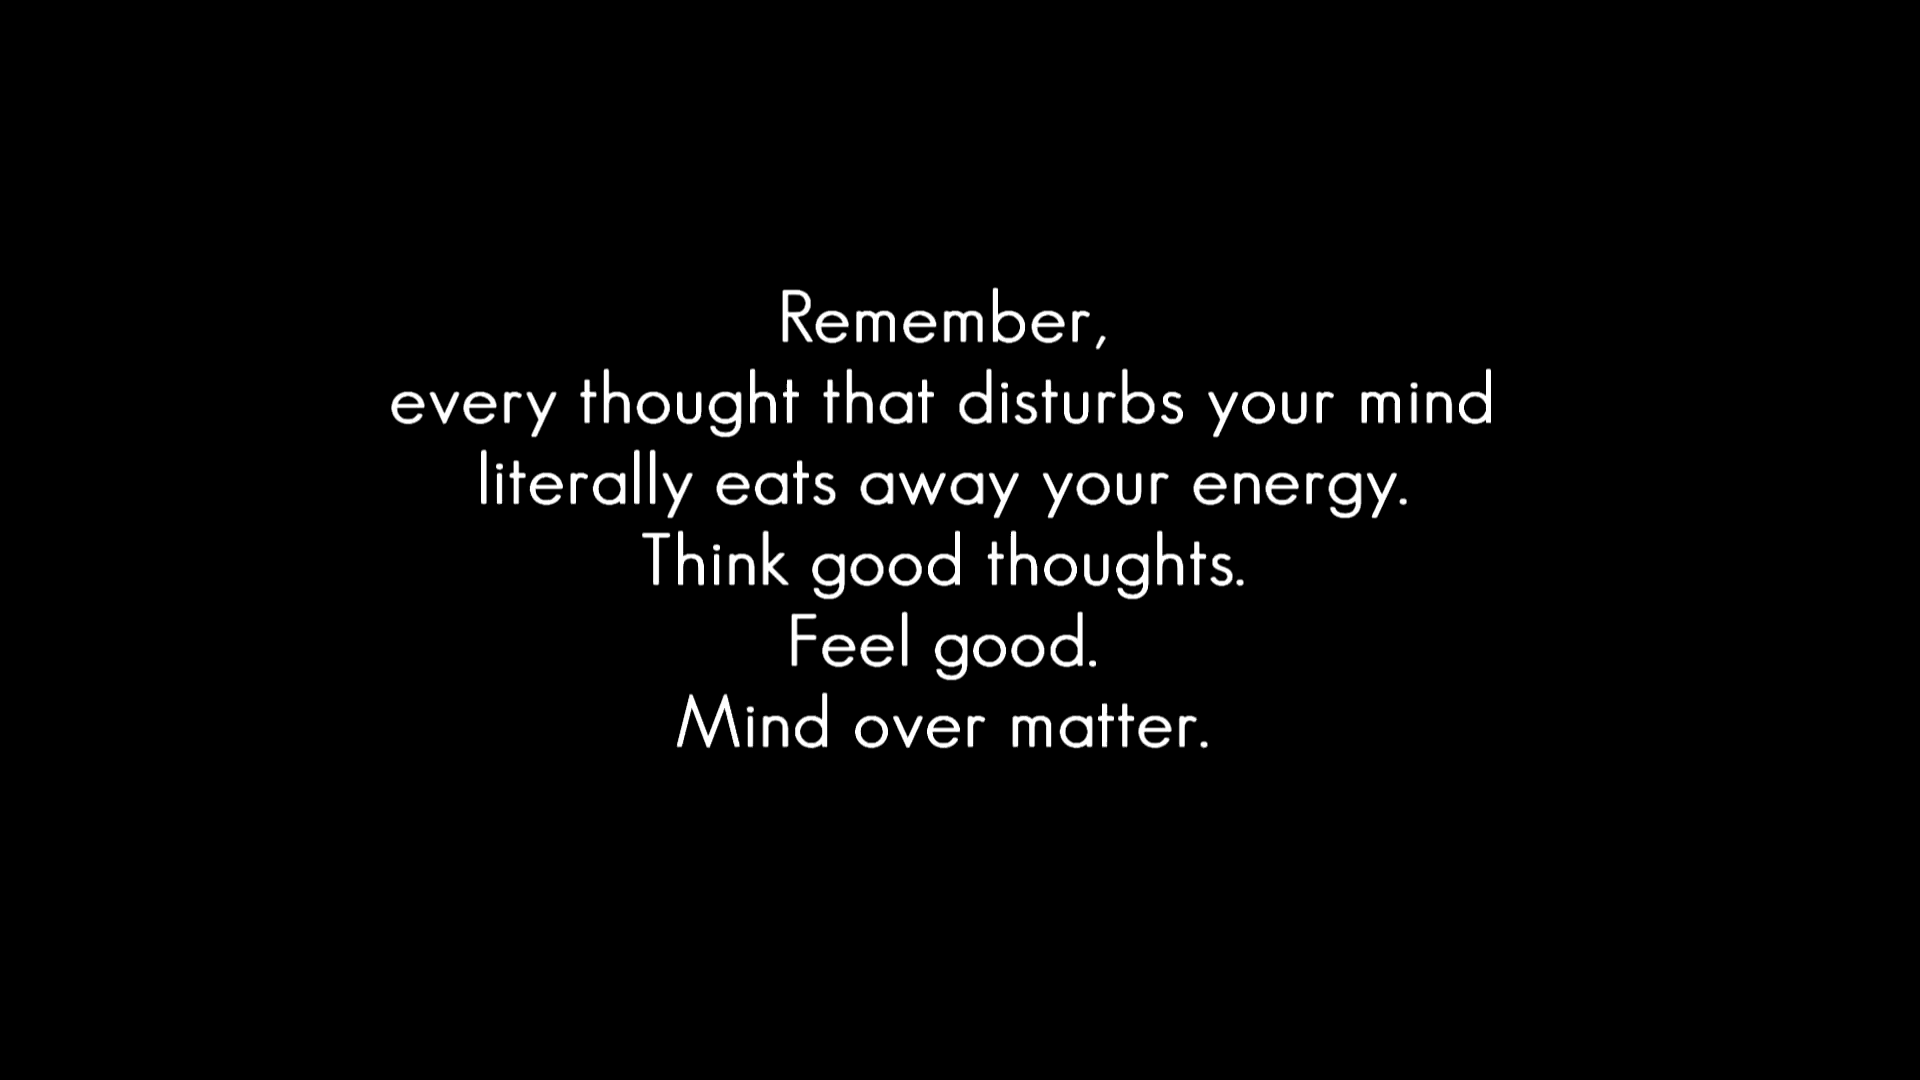 Remember,
every thought that disturbs your mind
literally eats away your energy.
Think good thoughts.
Feel good.
Mind over matter.